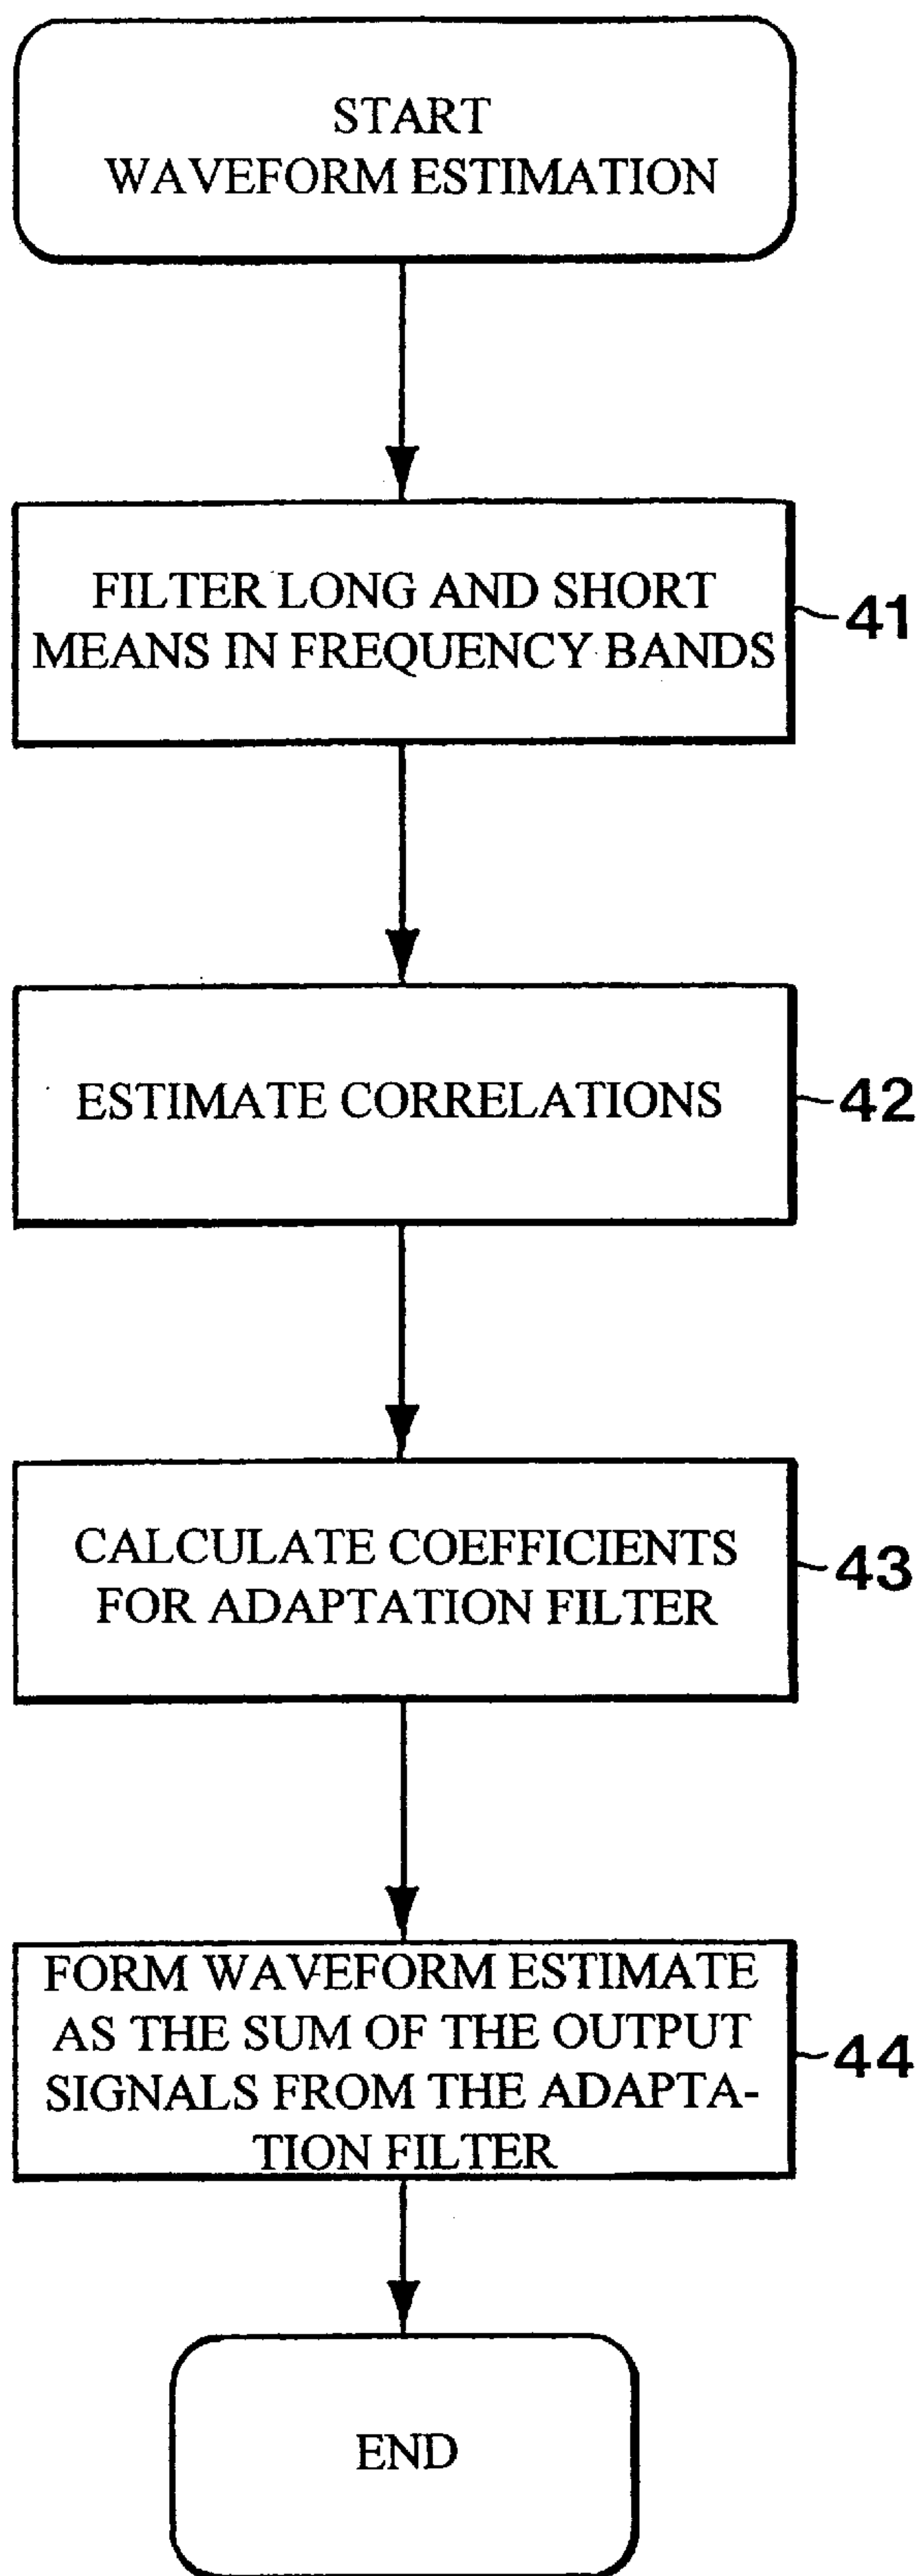 START
WAVEFORM ESTIMATION
FILTER LONG AND SHORT
MEANS IN FREQUENCY BANDS
41
ESTIMATE CORRELATIONS
42
CALCULATE COEFFICIENTS
FOR ADAPTATION FILTER
43
FORM WAVEFORM ESTIMATE
AS THE SUM OF THE OUTPUT
SIGNALS FROM THE ADAPTA-
TION FILTER
44
END